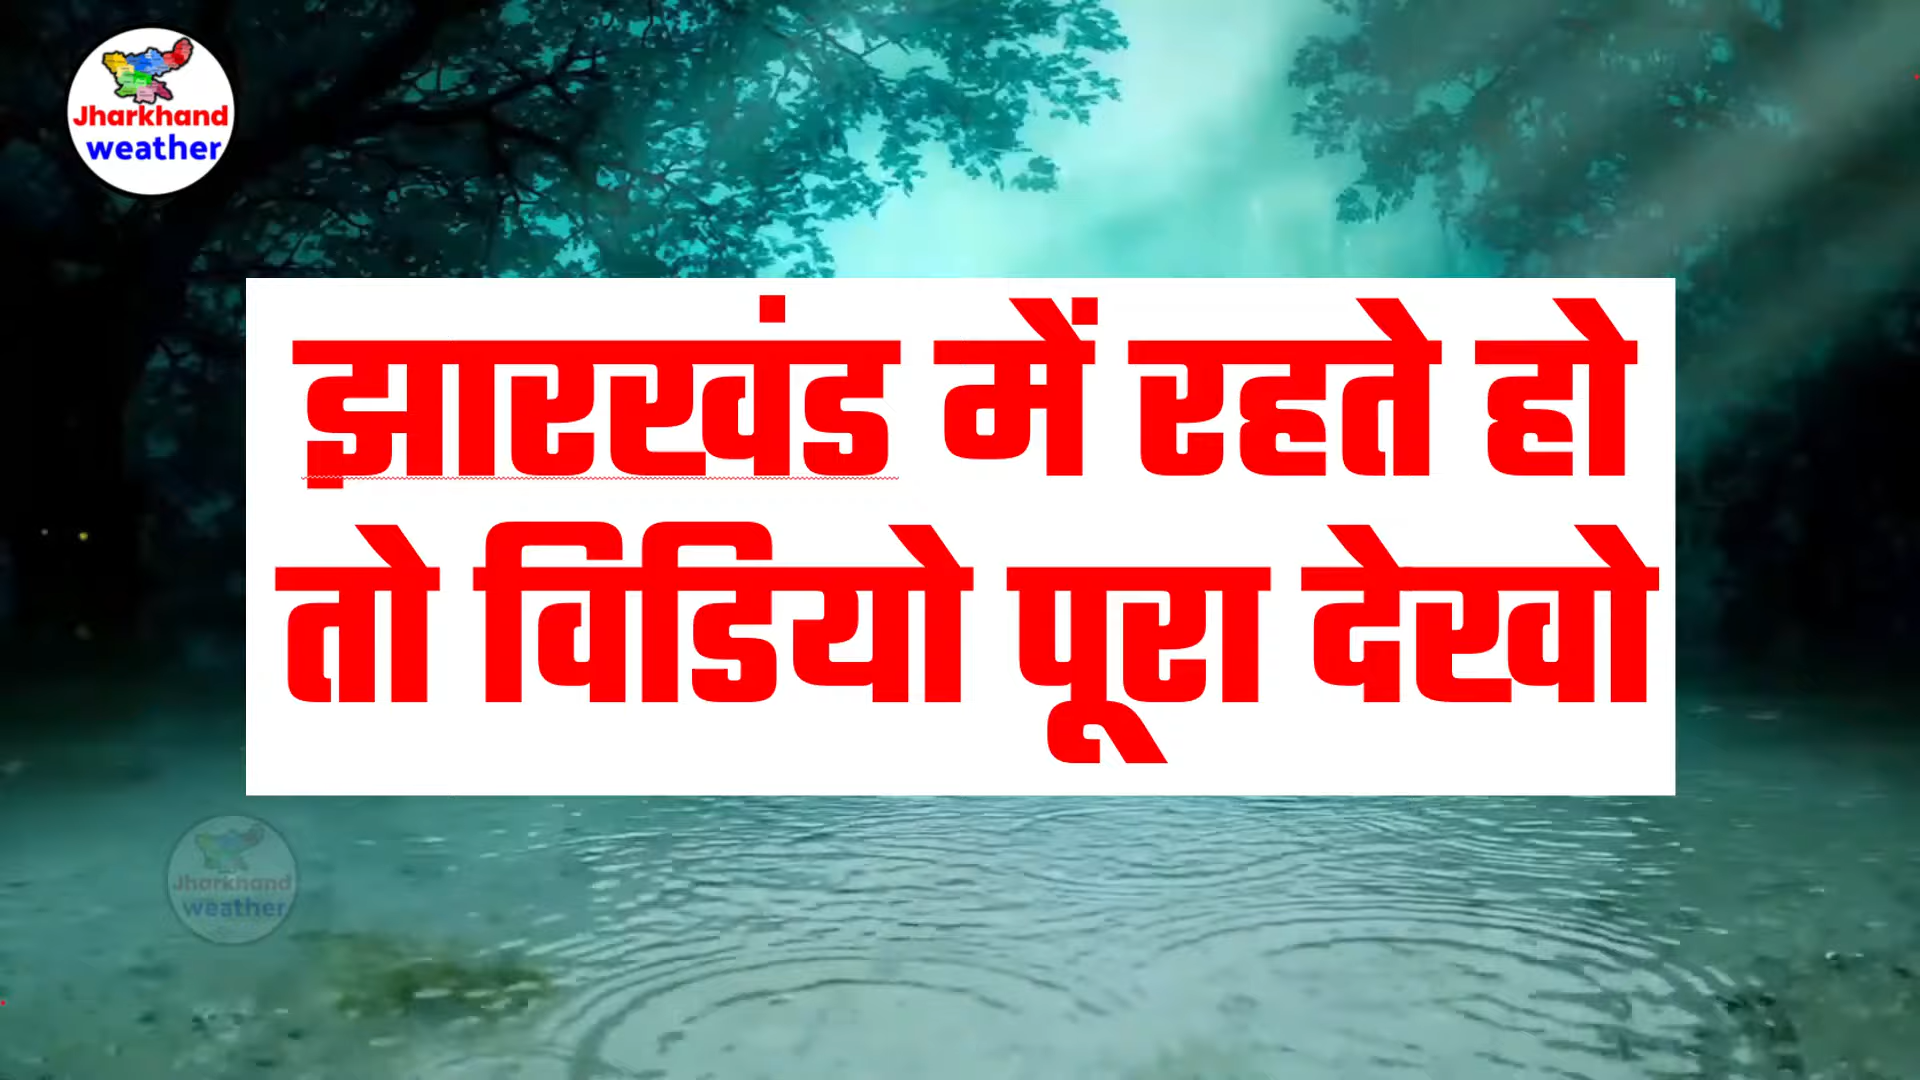 Jharkhand
weather
झारखंड में रहते हो
तो विडियो पूरा देखो
Jharkhand
weather